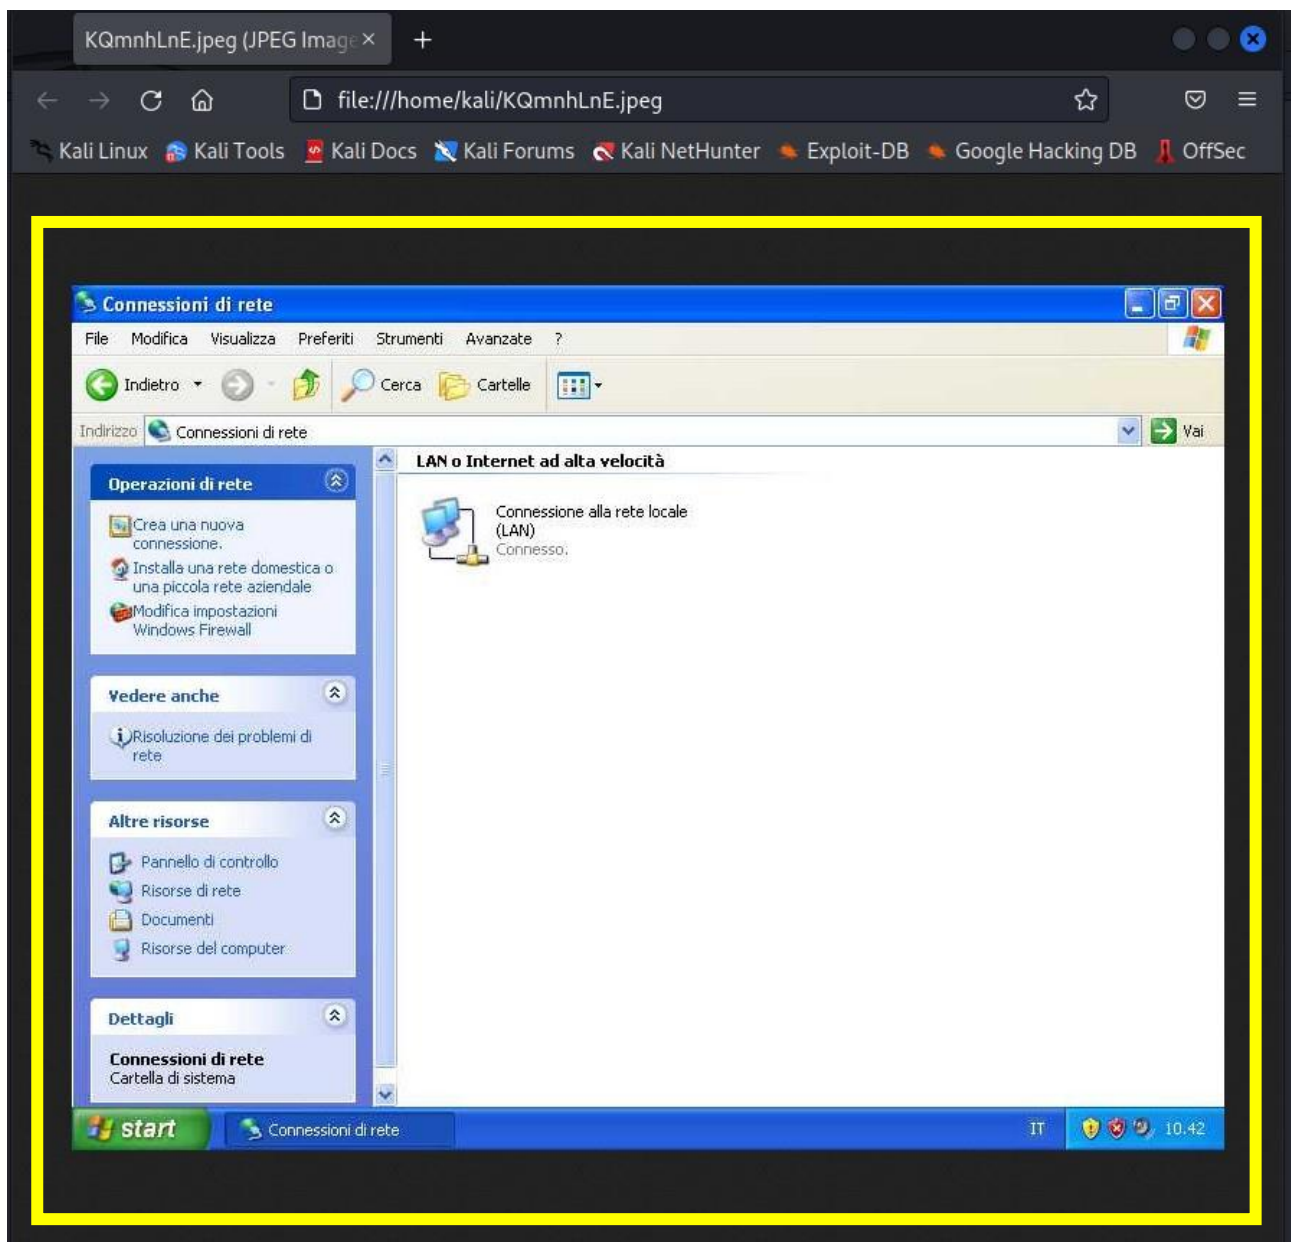 KQmnhLnE.jpeg (JPEG Image
file:///home/kali/KQmnhLnE.jpeg
Kali Linux Kali Tools Kali Docs Kali Forums Kali NetHunter Exploit-DB Google Hacking DB OffSec
Connessioni di rete
File Modifica Visualizza Preferiti Strumenti Avanzate ?
Indietro Cerca Cartelle
Indirizzo Connessioni di rete Vai
Operazioni di rete
Crea una nuova
connessione.
Installa una rete domestica o
una piccola rete aziendale
Modifica impostazioni
Windows Firewall
Vedere anche
Risoluzione dei problemi di
rete
Altre risorse
Pannello di controllo
Risorse di rete
Documenti
Risorse del computer
Dettagli
Connessioni di rete
Cartella di sistema
LAN o Internet ad alta velocità
Connessione alla rete locale
(LAN)
Connesso.
start Connessioni di rete IT 10.42